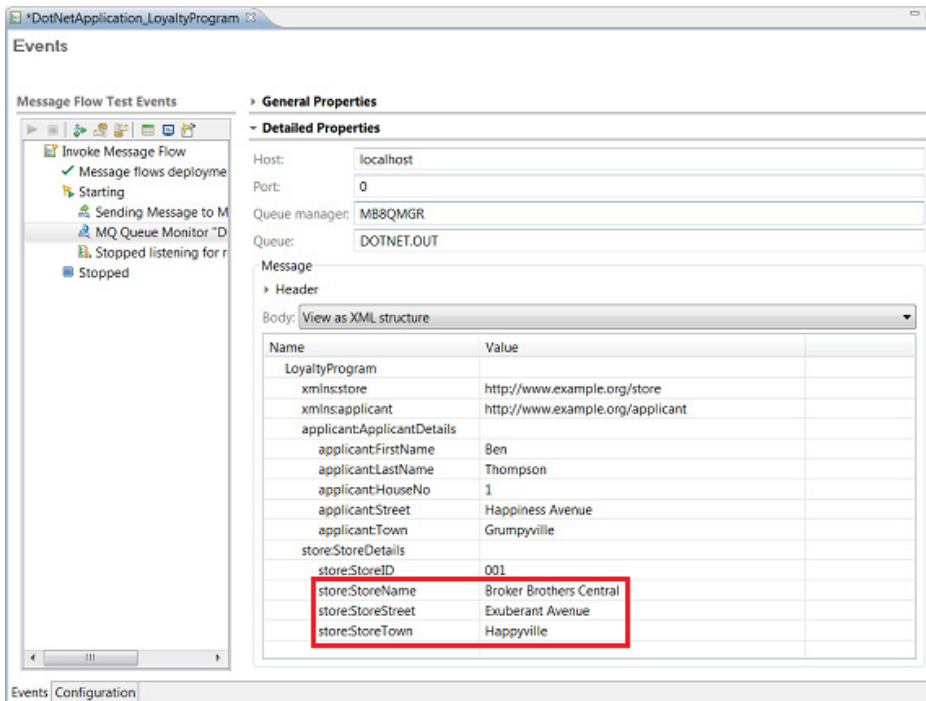 *DotNetApplication_LoyaltyProgram
Events
Message Flow Test Events
General Properties
Detailed Properties
Invoke Message Flow
Message flows deployme
Starting
Sending Message to M
MQ Queue Monitor "D
Stopped listening for r
Stopped
Host: localhost
Port: 0
Queue manager: MB8QMGR
Queue: DOTNET.OUT
Message
Header
Body: View as XML structure
Name Value
LoyaltyProgram
xmlns:store http://www.example.org/store
xmlns:applicant http://www.example.org/applicant
applicant:ApplicantDetails
applicant:FirstName Ben
applicant:LastName Thompson
applicant:HouseNo 1
applicant:Street Happiness Avenue
applicant:Town Grumpyville
store:StoreDetails
store:StoreID 001
store:StoreName Broker Brothers Central
store:StoreStreet Exuberant Avenue
store:StoreTown Happyville
Events Configuration